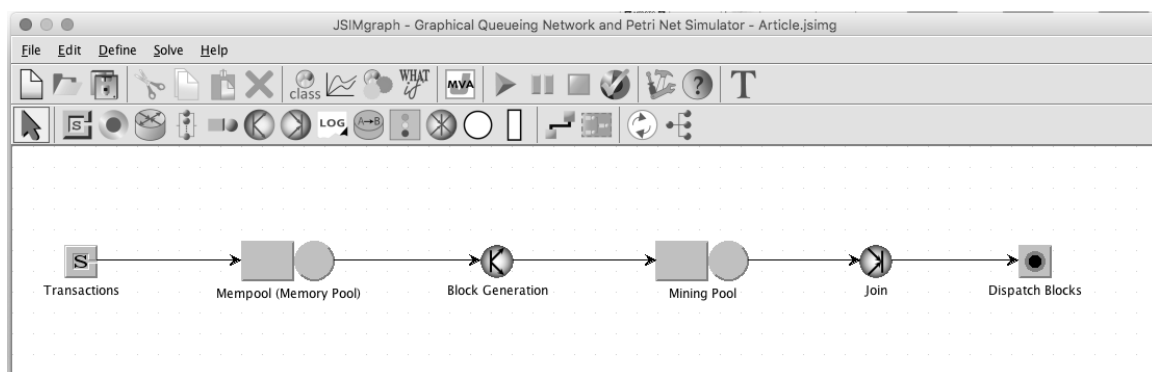 JSIMgraph - Graphical Queueing Network and Petri Net Simulator - Article.jsimg
File Edit Define Solve Help
class WHAT if MVA ? T
S LOG A→B
S
Transactions Mempool (Memory Pool) Block Generation Mining Pool Join Dispatch Blocks